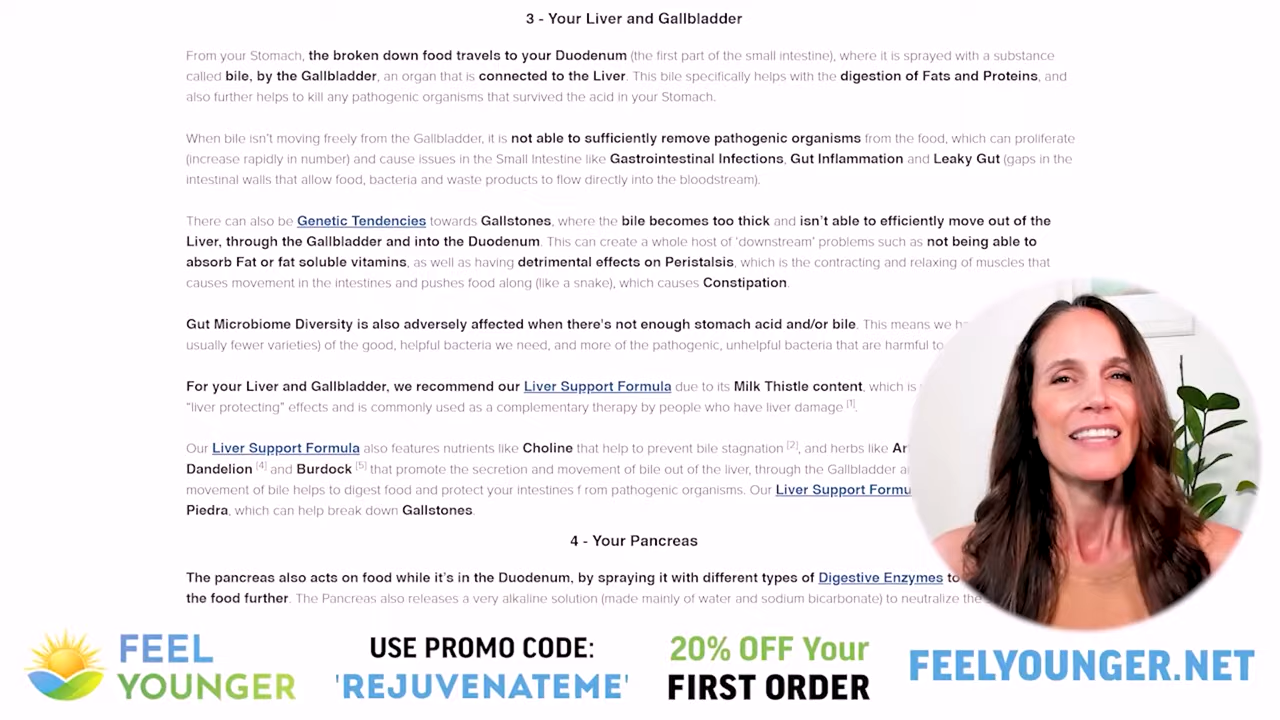 3 - Your Liver and Gallbladder
From your Stomach, the broken down food travels to your Duodenum (the first part of the small intestine), where it is sprayed with a substance
called bile, by the Gallbladder, an organ that is connected to the Liver. This bile specifically helps with the digestion of Fats and Proteins, and
also further helps to kill any pathogenic organisms that survived the acid in your Stomach.
When bile isn't moving freely from the Gallbladder, it is not able to sufficiently remove pathogenic organisms from the food, which can proliferate
(increase rapidly in number) and cause issues in the Small Intestine like Gastrointestinal Infections, Gut Inflammation and Leaky Gut (gaps in the
intestinal walls that allow food, bacteria and waste products to flow directly into the bloodstream).
There can also be Genetic Tendencies towards Gallstones, where the bile becomes too thick and isn't able to efficiently move out of the
Liver, through the Gallbladder and into the Duodenum. This can create a whole host of 'downstream' problems such as not being able to
absorb Fat or fat soluble vitamins, as well as having detrimental effects on Peristalsis, which is the contracting and relaxing of muscles that
causes movement in the intestines and pushes food along (like a snake), which causes Constipation.
Gut Microbiome Diversity is also adversely affected when there's not enough stomach acid and/or bile. This means we
usually fewer varieties) of the good, helpful bacteria we need, and more of the pathogenic, unhelpful bacteria that are harmful to
For your Liver and Gallbladder, we recommend our Liver Support Formula due to its Milk Thistle content, which is
"liver protecting" effects and is commonly used as a complementary therapy by people who have liver damage [1].
Our Liver Support Formula also features nutrients like Choline that help to prevent bile stagnation [2], and herbs like
Dandelion [4] and Burdock [5] that promote the secretion and movement of bile out of the liver, through the Gallbladder
movement of bile helps to digest food and protect your intestines f rom pathogenic organisms. Our Liver Support
Piedra, which can help break down Gallstones.
4 - Your Pancreas
The pancreas also acts on food while it's in the Duodenum, by spraying it with different types of Digestive Enzymes to
the food further. The Pancreas also releases a very alkaline solution (made mainly of water and sodium bicarbonate) to neutralize the
FEEL
YOUNGER
USE PROMO CODE:
'REJUVENATEME'
20% OFF Your
FIRST ORDER
FEELYOUNGER.NET